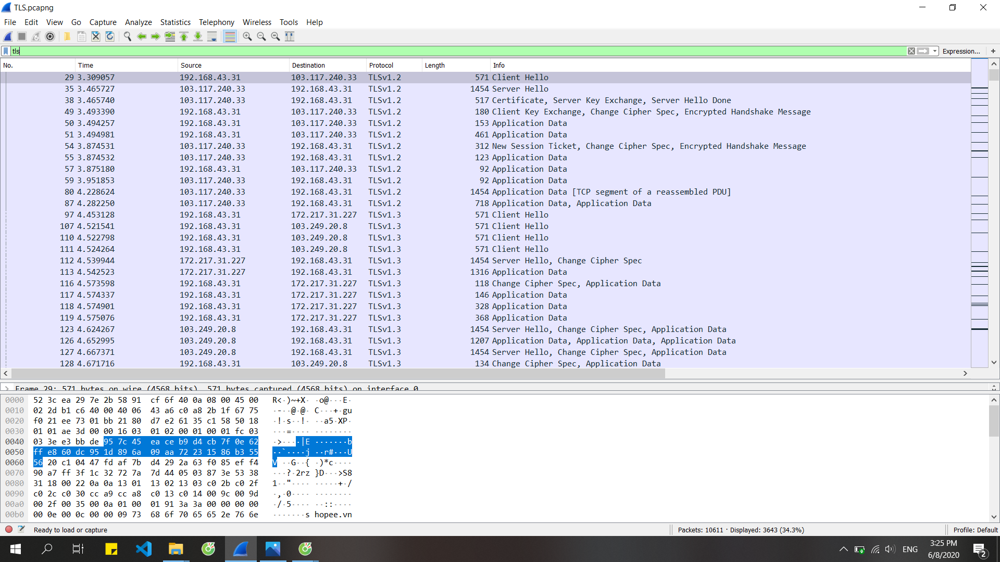 TLS.pcapng
File Edit View Go Capture Analyze Statistics Telephony Wireless Tools Help
tls Expression... +
No. Time Source Destination Protocol Length Info
29 3.309057 192.168.43.31 103.117.240.33 TLSv1.2 571 Client Hello
35 3.465727 103.117.240.33 192.168.43.31 TLSv1.2 1454 Server Hello
38 3.465740 103.117.240.33 192.168.43.31 TLSv1.2 517 Certificate, Server Key Exchange, Server Hello Done
49 3.493390 192.168.43.31 103.117.240.33 TLSv1.2 180 Client Key Exchange, Change Cipher Spec, Encrypted Handshake Message
50 3.494257 192.168.43.31 103.117.240.33 TLSv1.2 153 Application Data
51 3.494981 192.168.43.31 103.117.240.33 TLSv1.2 461 Application Data
54 3.874531 103.117.240.33 192.168.43.31 TLSv1.2 312 New Session Ticket, Change Cipher Spec, Encrypted Handshake Message
55 3.874532 103.117.240.33 192.168.43.31 TLSv1.2 123 Application Data
57 3.875180 192.168.43.31 103.117.240.33 TLSv1.2 92 Application Data
59 3.951853 103.117.240.33 192.168.43.31 TLSv1.2 92 Application Data
80 4.228624 103.117.240.33 192.168.43.31 TLSv1.2 1454 Application Data [TCP segment of a reassembled PDU]
87 4.282250 103.117.240.33 192.168.43.31 TLSv1.2 718 Application Data, Application Data
97 4.453128 192.168.43.31 172.217.31.227 TLSv1.3 571 Client Hello
107 4.521541 192.168.43.31 103.249.20.8 TLSv1.3 571 Client Hello
110 4.522798 192.168.43.31 103.249.20.8 TLSv1.3 571 Client Hello
111 4.524264 192.168.43.31 103.249.20.8 TLSv1.3 571 Client Hello
112 4.539944 172.217.31.227 192.168.43.31 TLSv1.3 1454 Server Hello, Change Cipher Spec
113 4.542523 172.217.31.227 192.168.43.31 TLSv1.3 1316 Application Data
116 4.573598 192.168.43.31 172.217.31.227 TLSv1.3 118 Change Cipher Spec, Application Data
117 4.574337 192.168.43.31 172.217.31.227 TLSv1.3 146 Application Data
118 4.574901 192.168.43.31 172.217.31.227 TLSv1.3 328 Application Data
119 4.575076 192.168.43.31 172.217.31.227 TLSv1.3 368 Application Data
123 4.624267 103.249.20.8 192.168.43.31 TLSv1.3 1454 Server Hello, Change Cipher Spec, Application Data
126 4.652995 103.249.20.8 192.168.43.31 TLSv1.3 1207 Application Data, Application Data, Application Data
127 4.667371 103.249.20.8 192.168.43.31 TLSv1.3 1454 Server Hello, Change Cipher Spec, Application Data
128 4.671716 192.168.43.31 103.249.20.8 TLSv1.3 134 Change Cipher Spec, Application Data
Frame 29: 571 bytes on wire (4568 bits), 571 bytes captured (4568 bits) on interface 0
0000 52 3c ea 29 7e 2b 58 91 cf 6f 40 0a 08 00 45 00 R<·)~+X· ·o@···E·
0010 02 2d b1 c6 40 00 40 06 43 a6 c0 a8 2b 1f 67 75 ·-··@·@· C···+·gu
0020 f0 21 ee 73 01 bb 21 80 d7 e2 61 35 c1 58 50 18 ·!·s··!· ··a5·XP·
0030 01 01 ae 3d 00 00 16 03 01 02 00 01 00 01 fc 03 ···=···· ········
0040 03 3e e3 bb de 95 7c 45 ea ce b9 d4 cb 7f 0e 62 ·>····|E ·······b
0050 ff e8 60 dc 95 1d 89 6a 09 aa 72 23 15 86 b3 55 ··`····j ··r#···U
0060 56 20 c1 04 47 fd af 7b d4 29 2a 63 f0 85 ef f4 V ··G··{ ·)*c····
0070 90 a7 ff 3f 1c 32 72 7a 7d 44 05 03 87 3e 53 38 ···?·2rz }D···>S8
0080 31 18 00 22 0a 0a 13 01 13 02 13 03 c0 2b c0 2f 1··"···· ·····+·/
0090 c0 2c c0 30 cc a9 cc a8 c0 13 c0 14 00 9c 00 9d ·,·0···· ········
00a0 00 2f 00 35 00 0a 01 00 01 91 3a 3a 00 00 00 00 ·/·5···· ··::····
00b0 00 0e 00 0c 00 00 09 73 68 6f 70 65 65 2e 76 6e ·······s hopee.vn
Ready to load or capture Packets: 10611 · Displayed: 3643 (34.3%) Profile: Default
ENG 3:25 PM
6/8/2020 2